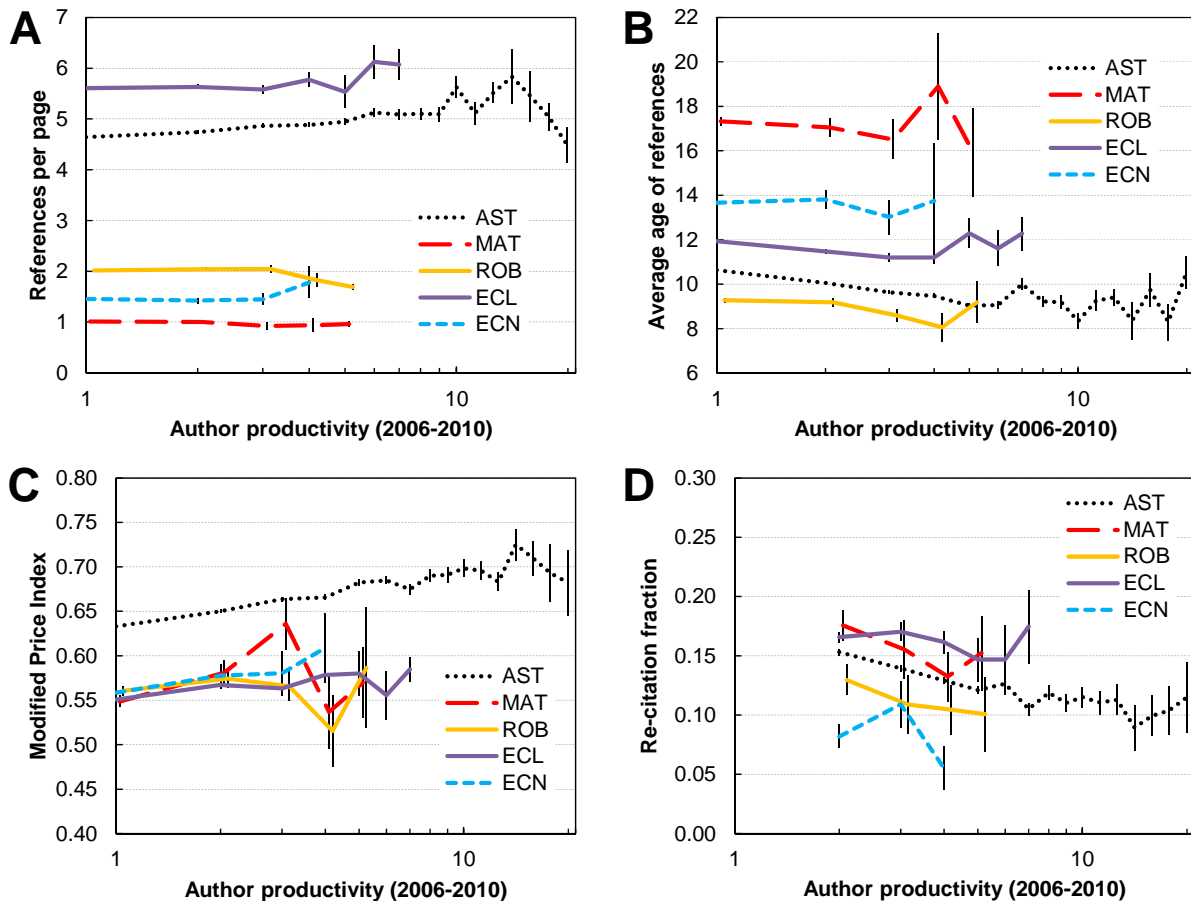 A
References per page
7
6
5
4
3
2
1
0
AST
MAT
ROB
ECL
ECN
1
10
Author productivity (2006-2010)
B
Average age of references
22
20
18
16
14
12
10
8
6
AST
MAT
ROB
ECL
ECN
1
10
Author productivity (2006-2010)
C
Modified Price Index
0.80
0.75
0.70
0.65
0.60
0.55
0.50
0.45
0.40
AST
MAT
ROB
ECL
ECN
1
10
Author productivity (2006-2010)
D
Re-citation fraction
0.30
0.25
0.20
0.15
0.10
0.05
0.00
AST
MAT
ROB
ECL
ECN
1
10
Author productivity (2006-2010)